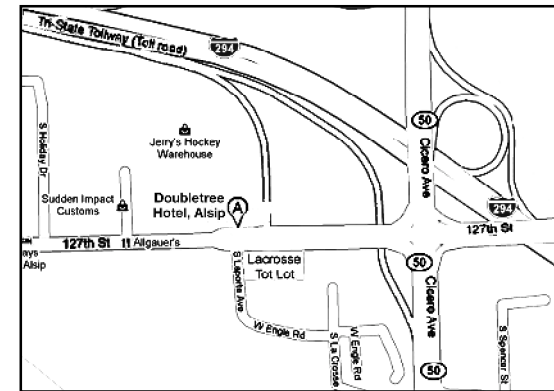 Tri-State Tollway (Toll road)
294
50
S Holiday Dr
Jerry's Hockey
Warehouse
Cicero Ave
Sudden Impact
Customs
Doubletree
Hotel, Alsip
A
294
127th St
127th St
Allgauer's
ays
Alsip
Lacrosse
Tot Lot
50
S Laporte Ave
Cicero Ave
W Engle Rd
S La Crosse
W Engle Rd
S Spencer St
50